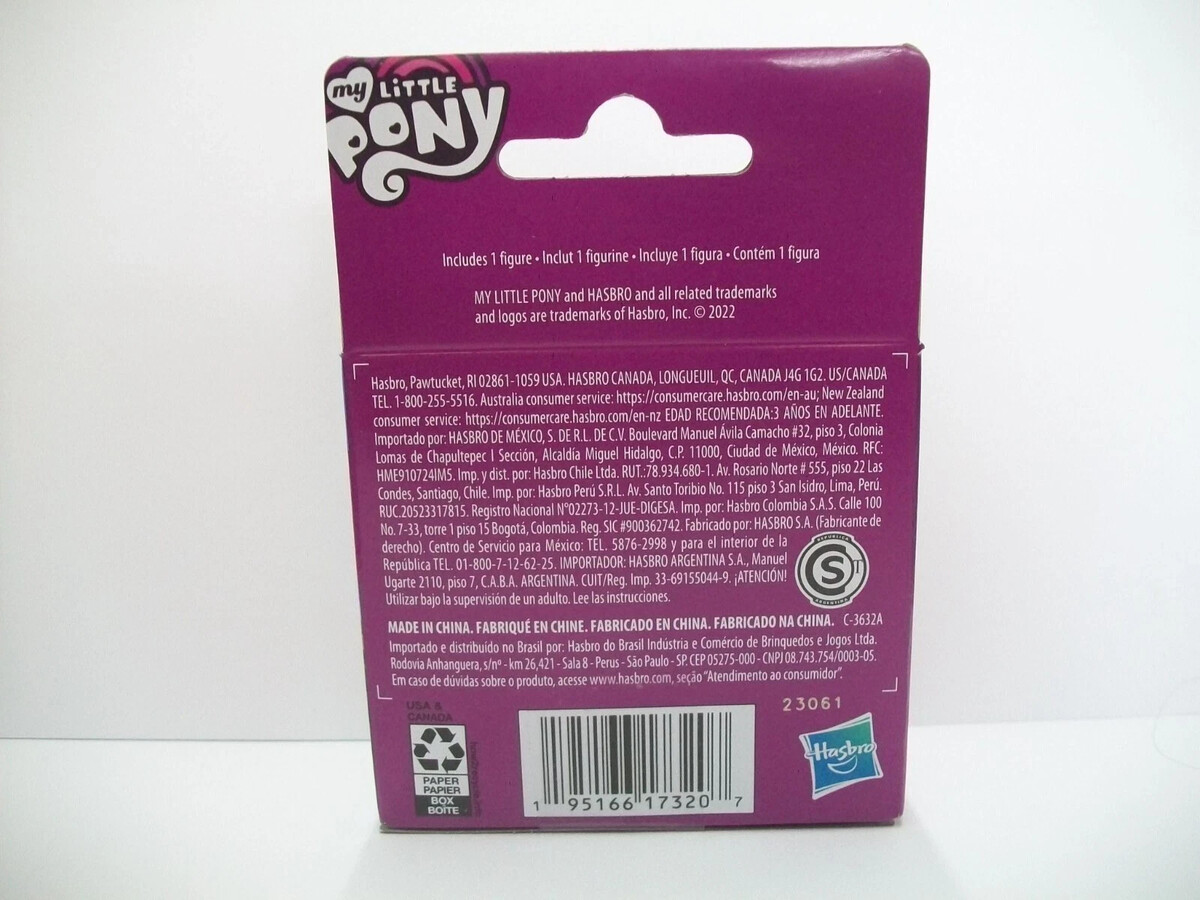 my LiTTLE
PONY
Includes 1 figure • Inclut 1 figurine • Incluye 1 figura • Contém 1 figura
MY LITTLE PONY and HASBRO and all related trademarks
and logos are trademarks of Hasbro, Inc. © 2022
Hasbro, Pawtucket, RI 02861-1059 USA. HASBRO CANADA, LONGUEUIL, QC, CANADA J4G 1G2. US/CANADA
TEL. 1-800-255-5516. Australia consumer service: https://consumercare.hasbro.com/en-au; New Zealand
consumer service: https://consumercare.hasbro.com/en-nz EDAD RECOMENDADA:3 AÑOS EN ADELANTE.
Importado por: HASBRO DE MÉXICO, S. DE R.L. DE C.V. Boulevard Manuel Ávila Camacho #32, piso 3, Colonia
Lomas de Chapultepec I Sección, Alcaldía Miguel Hidalgo, C.P. 11000, Ciudad de México, México. RFC:
HME910724IM5. Imp. y dist. por: Hasbro Chile Ltda. RUT.:78.934.680-1. Av. Rosario Norte # 555, piso 22 Las
Condes, Santiago, Chile. Imp. por: Hasbro Perú S.R.L. Av. Santo Toribio No. 115 piso 3 San Isidro, Lima, Perú.
RUC.20523317815. Registro Nacional N°02273-12-JUE-DIGESA. Imp. por: Hasbro Colombia S.A.S. Calle 100
No. 7-33, torre 1 piso 15 Bogotá, Colombia. Reg. SIC #900362742. Fabricado por: HASBRO S.A. (Fabricante de
derecho). Centro de Servicio para México: TEL. 5876-2998 y para el interior de la
República TEL. 01-800-7-12-62-25. IMPORTADOR: HASBRO ARGENTINA S.A., Manuel
Ugarte 2110, piso 7, C.A.B.A. ARGENTINA. CUIT/Reg. Imp. 33-69155044-9. ¡ATENCIÓN!
Utilizar bajo la supervisión de un adulto. Lee las instrucciones.
REPUBLICA
S T
ARGENTINA
MADE IN CHINA. FABRIQUÉ EN CHINE. FABRICADO EN CHINA. FABRICADO NA CHINA. C-3632A
Importado e distribuído no Brasil por: Hasbro do Brasil Indústria e Comércio de Brinquedos e Jogos Ltda.
Rodovia Anhanguera, s/nº - km 26,421 - Sala 8 - Perus - São Paulo - SP. CEP 05275-000 - CNPJ 08.743.754/0003-05.
Em caso de dúvidas sobre o produto, acesse www.hasbro.com, seção "Atendimento ao consumidor".
USA &
CANADA
PAPER
PAPIER
BOX
BOÎTE
1 95166 17320 7
23061
Hasbro